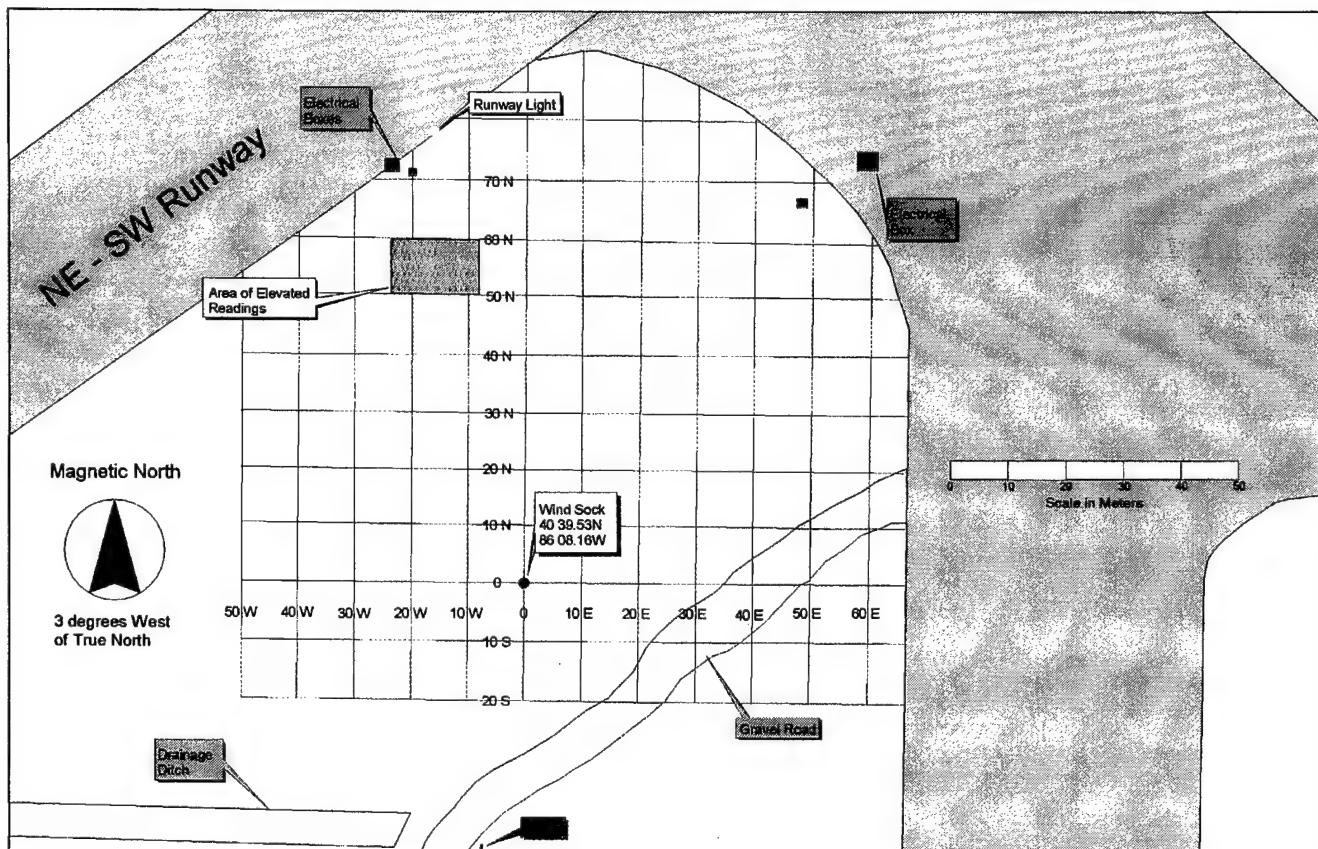 Electrical
Boxes
Runway Light
NE - SW Runway
70 N
Electrical
Box
60 N
Area of Elevated
Readings
50 N
40 N
30 N
Magnetic North
20 N
0 10 20 30 40 50
Scale in Meters
Wind Sock
40 39.53N
86 08.16W
10 N
0
3 degrees West
of True North
50 W 40 W 30 W 20 W 10 W 0 10 E 20 E 30 E 40 E 50 E 60 E
10 S
20 S
Gravel Road
Drainage
Ditch